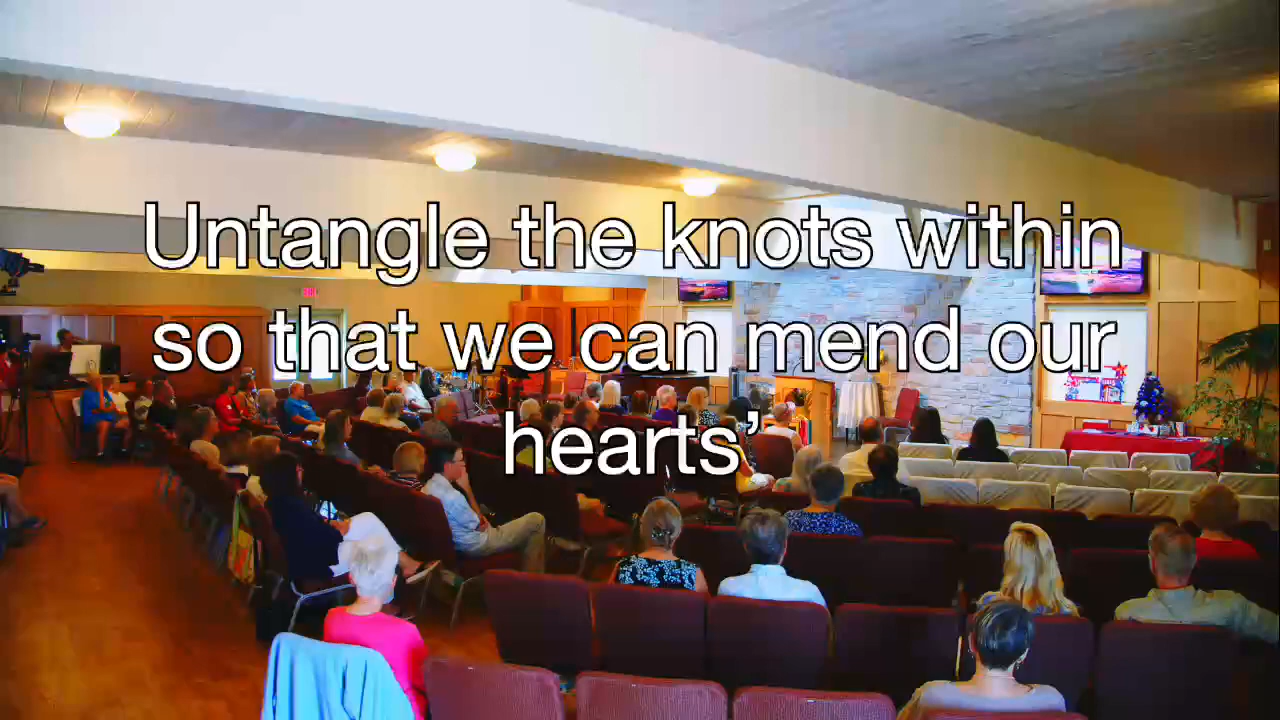 Untangle the knots within
so that we can mend our
hearts’